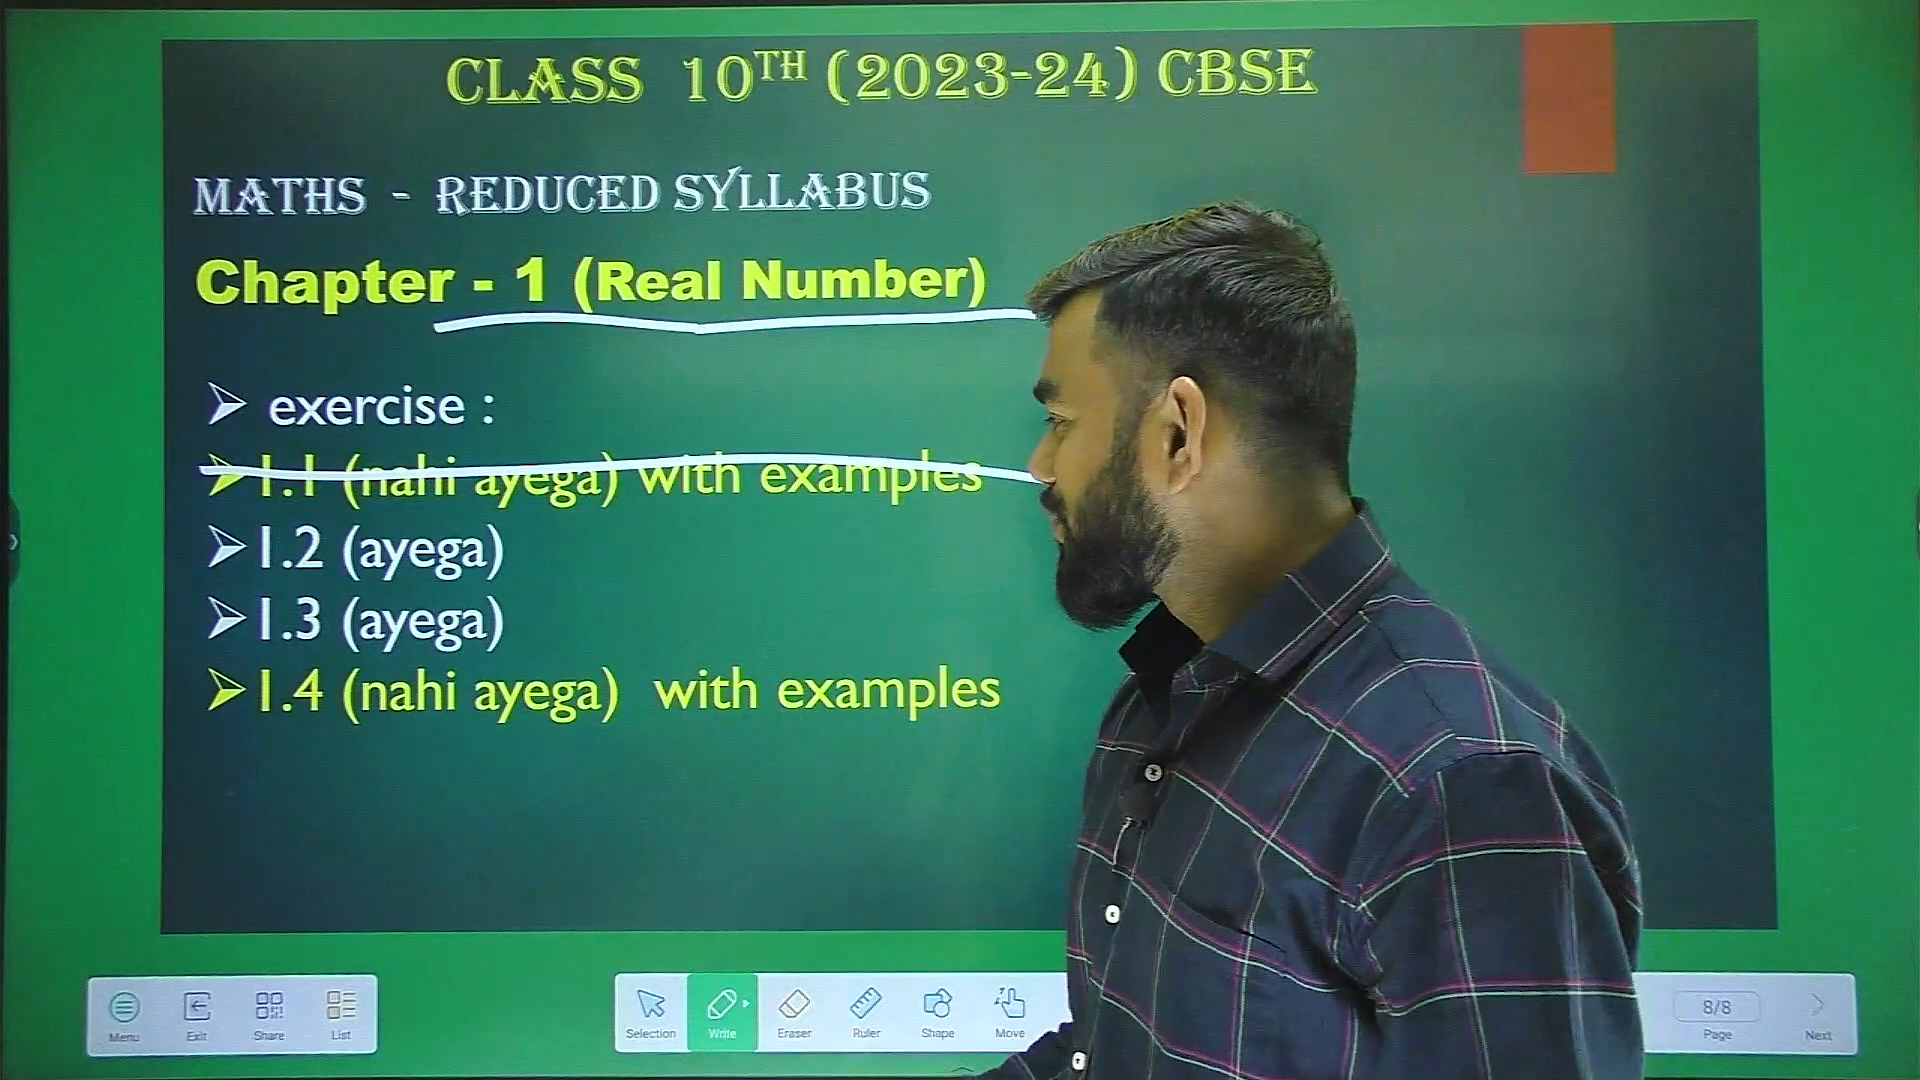 CLASS 10TH (2023-24) CBSE
MATHS - REDUCED SYLLABUS
Chapter - 1 (Real Number)
➢ exercise :
➢1.1 (nahi ayega) with examples
➢1.2 (ayega)
➢1.3 (ayega)
➢1.4 (nahi ayega) with examples
Menu Exit Share List Selection Write Eraser Ruler Shape Move 8/8 Page Next